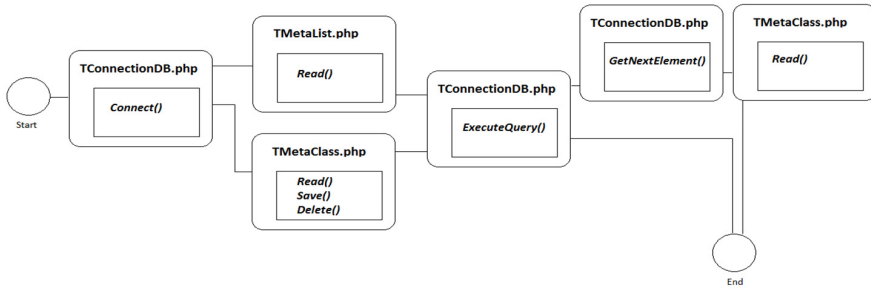 Start
TConnectionDB.php
Connect()
TMetaList.php
Read()
TMetaClass.php
Read()
Save()
Delete()
TConnectionDB.php
ExecuteQuery()
TConnectionDB.php
GetNextElement()
TMetaClass.php
Read()
End